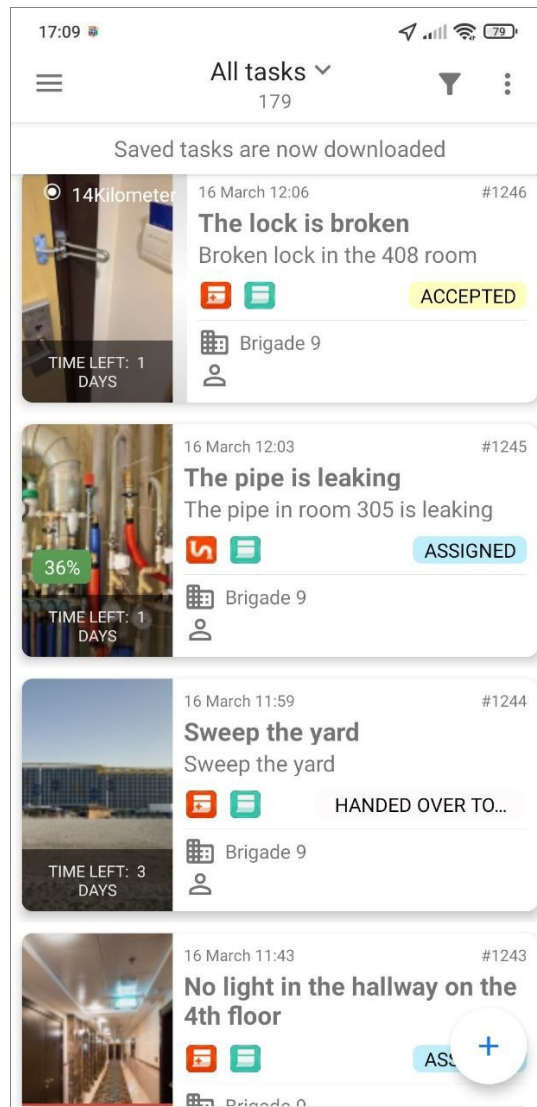 17:09
79
All tasks
179
Saved tasks are now downloaded
14Kilometer
16 March 12:06
#1246
The lock is broken
Broken lock in the 408 room
ACCEPTED
TIME LEFT: 1
DAYS
Brigade 9
16 March 12:03
#1245
The pipe is leaking
The pipe in room 305 is leaking
36%
ASSIGNED
TIME LEFT: 1
DAYS
Brigade 9
16 March 11:59
#1244
Sweep the yard
Sweep the yard
HANDED OVER TO...
TIME LEFT: 3
DAYS
Brigade 9
16 March 11:43
#1243
No light in the hallway on the
4th floor
Brigade 9